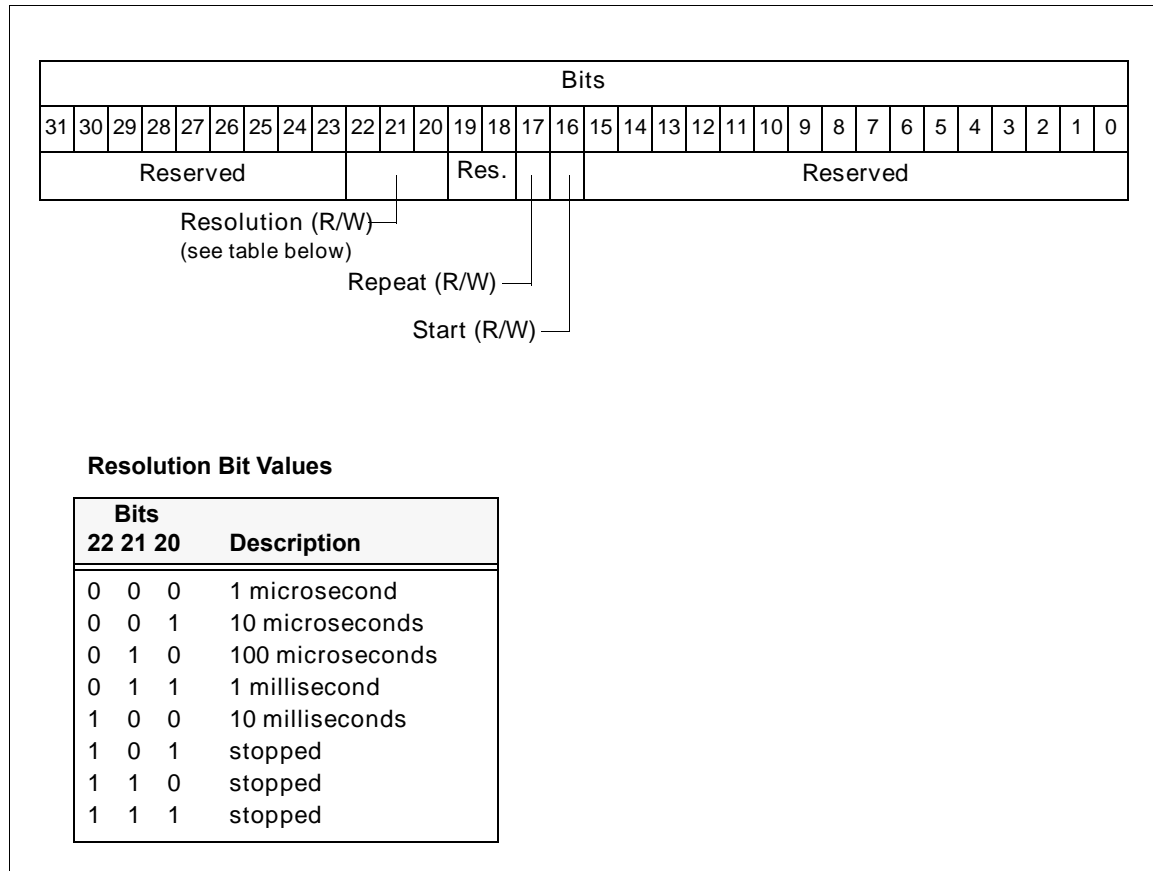 Bits
31 30 29 28 27 26 25 24 23 22 21 20 19 18 17 16 15 14 13 12 11 10 9 8 7 6 5 4 3 2 1 0
Reserved Res. Reserved
Resolution (R/W)
(see table below)
Repeat (R/W)
Start (R/W)
Resolution Bit Values
Bits
22 21 20 Description
0 0 0 1 microsecond
0 0 1 10 microseconds
0 1 0 100 microseconds
0 1 1 1 millisecond
1 0 0 10 milliseconds
1 0 1 stopped
1 1 0 stopped
1 1 1 stopped